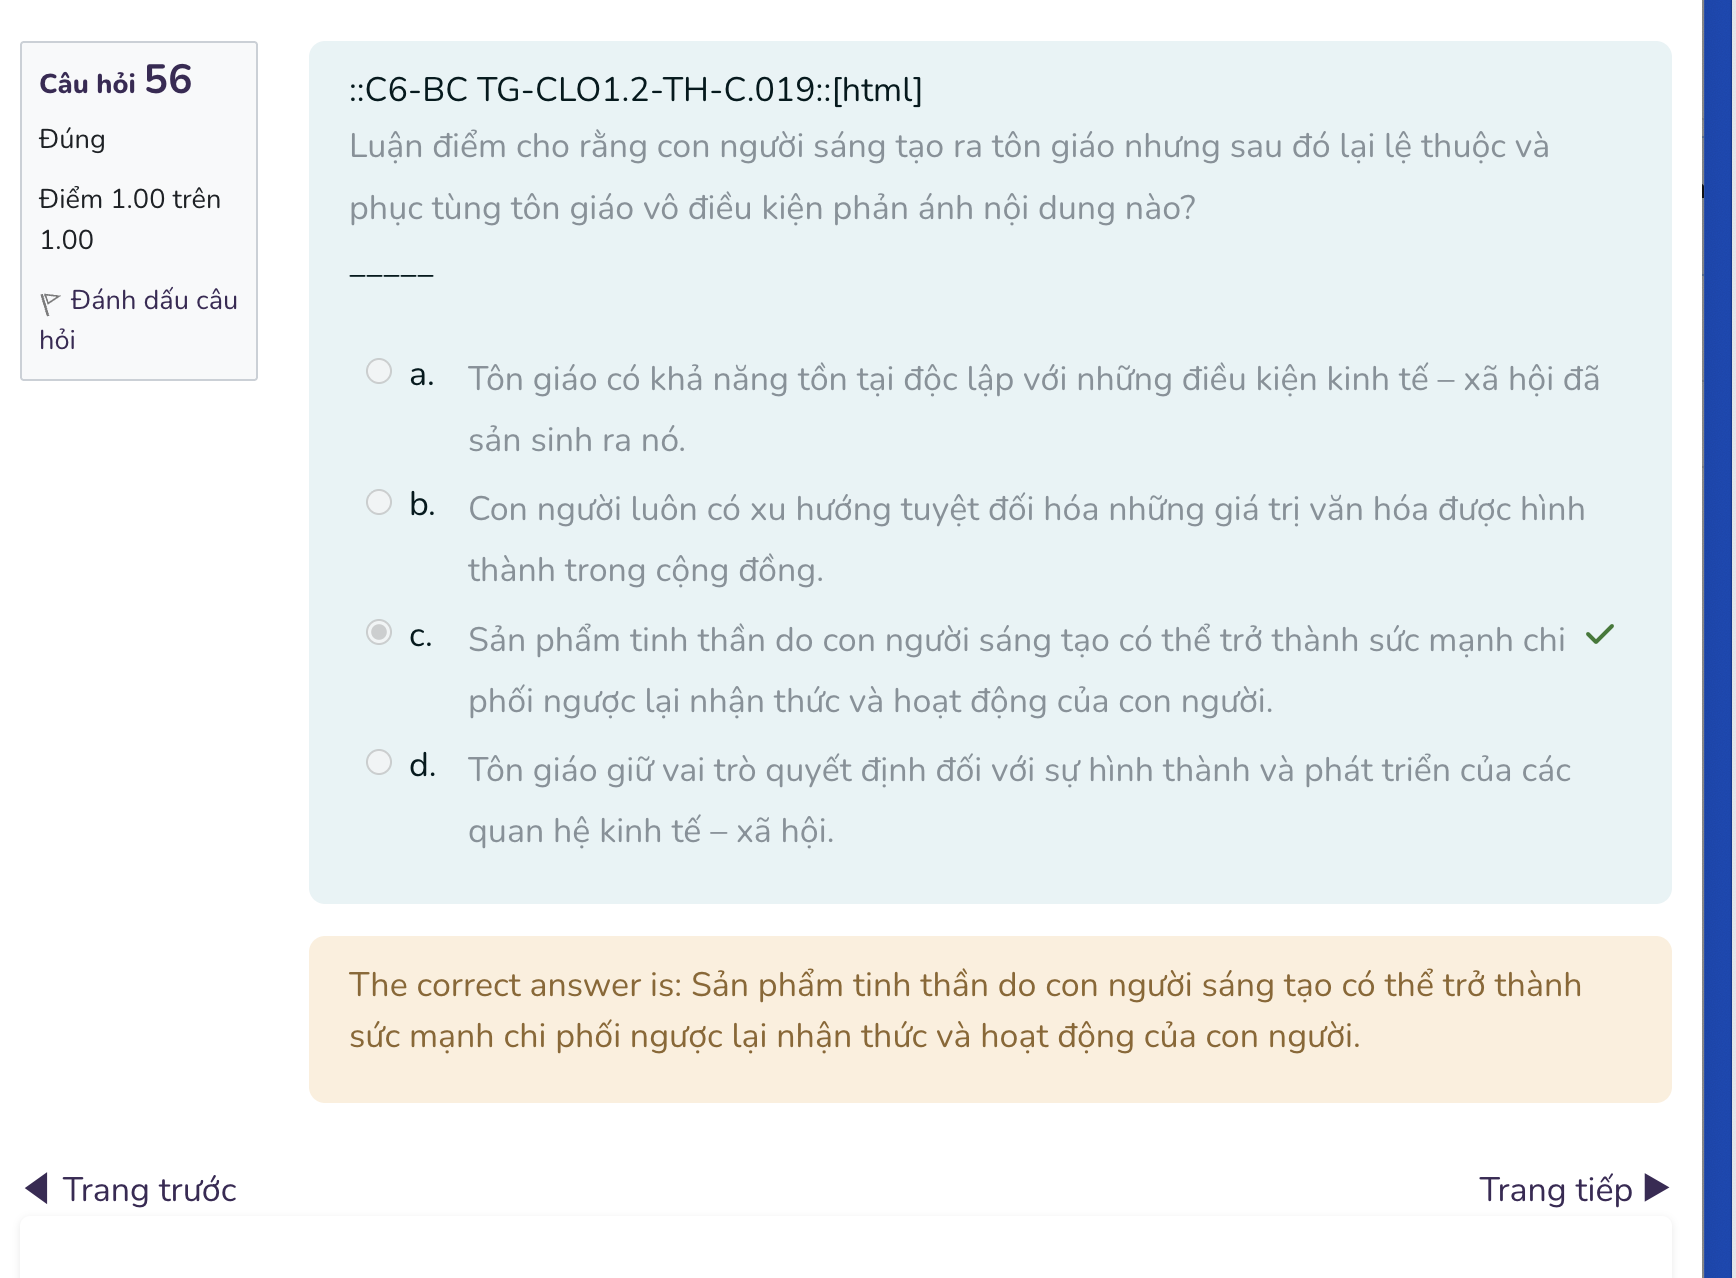 Câu hỏi 56
Đúng
Điểm 1.00 trên
1.00
Đánh dấu câu
hỏi
::C6-BC TG-CLO1.2-TH-C.019::[html]
Luận điểm cho rằng con người sáng tạo ra tôn giáo nhưng sau đó lại lệ thuộc và
phục tùng tôn giáo vô điều kiện phản ánh nội dung nào?
_____
a. Tôn giáo có khả năng tồn tại độc lập với những điều kiện kinh tế – xã hội đã
sản sinh ra nó.
b. Con người luôn có xu hướng tuyệt đối hóa những giá trị văn hóa được hình
thành trong cộng đồng.
c. Sản phẩm tinh thần do con người sáng tạo có thể trở thành sức mạnh chi
phối ngược lại nhận thức và hoạt động của con người.
d. Tôn giáo giữ vai trò quyết định đối với sự hình thành và phát triển của các
quan hệ kinh tế – xã hội.
The correct answer is: Sản phẩm tinh thần do con người sáng tạo có thể trở thành
sức mạnh chi phối ngược lại nhận thức và hoạt động của con người.
Trang trước
Trang tiếp